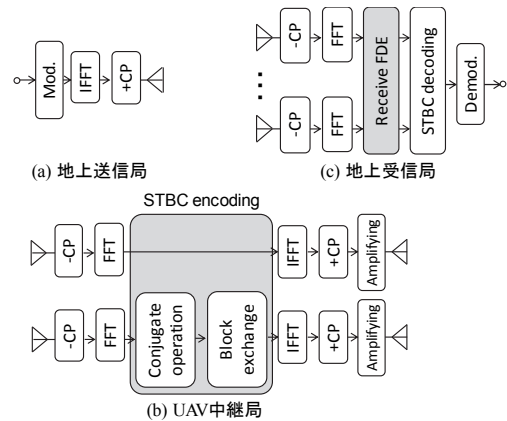 Mod.
IFFT
+CP
(a) 地上送信局
-CP
FFT
-CP
FFT
Receive FDE
STBC decoding
Demod.
(c) 地上受信局
STBC encoding
-CP
FFT
IFFT
+CP
Amplifying
-CP
FFT
Conjugate
operation
Block
exchange
IFFT
+CP
Amplifying
(b) UAV中継局